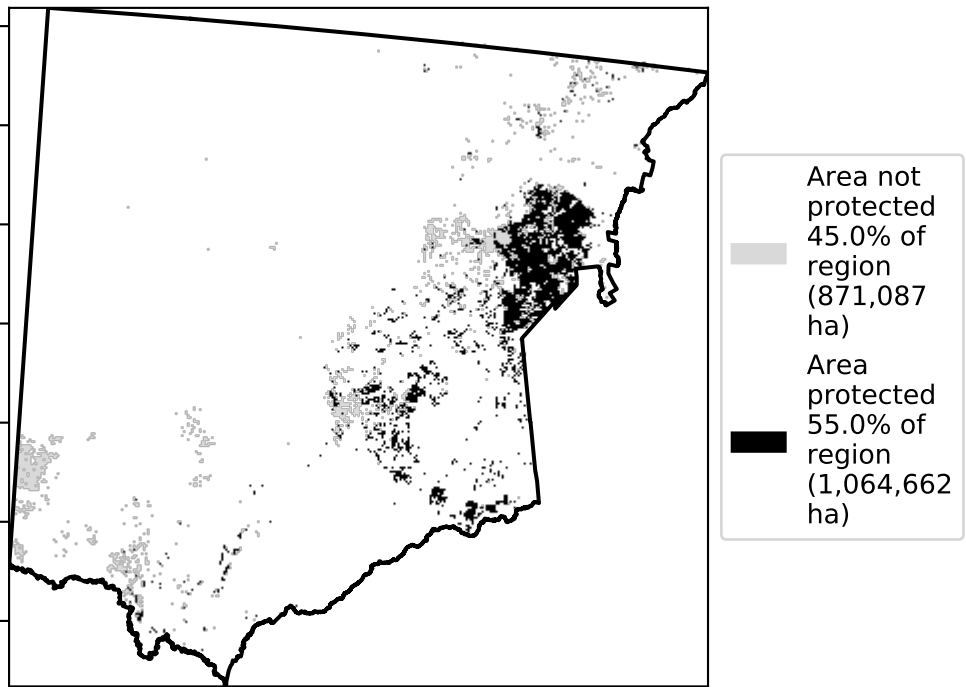 Area not
protected
45.0% of
region
(871,087
ha)
Area
protected
55.0% of
region
(1,064,662
ha)